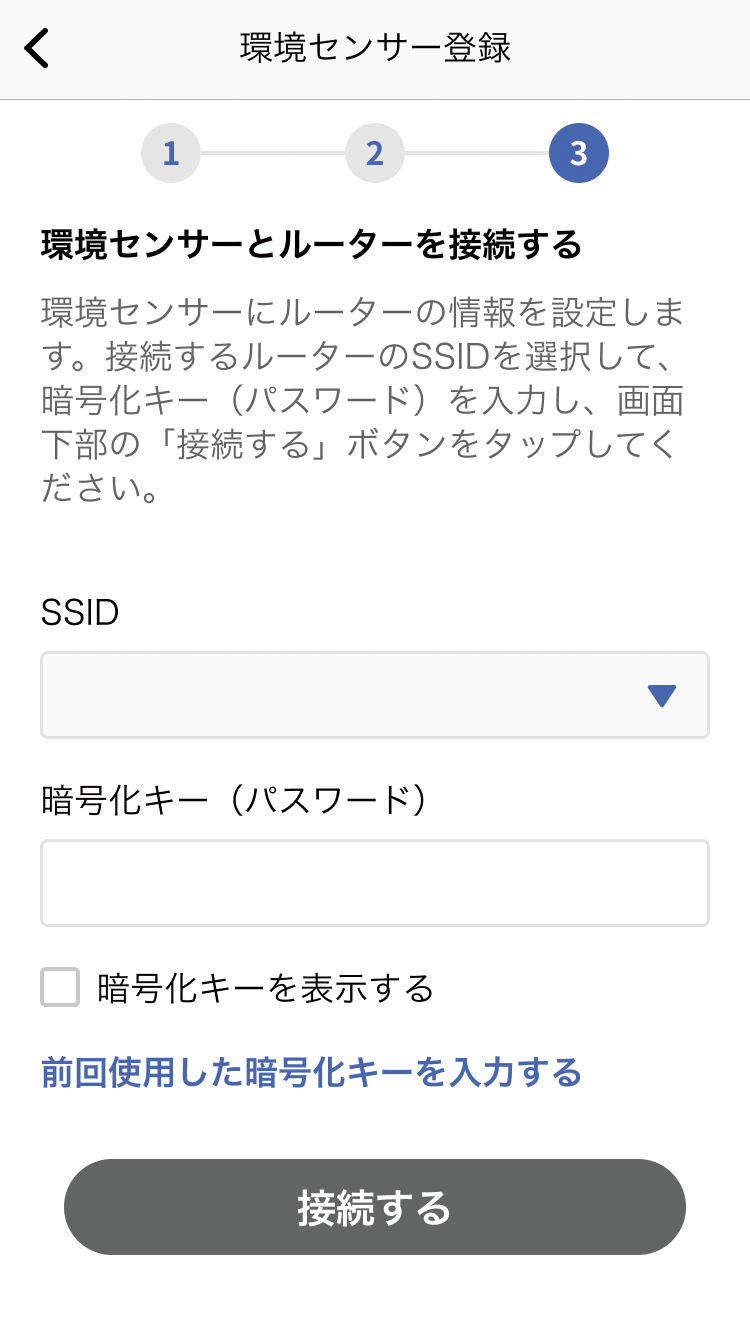 環境センサー登録
1 2 3
環境センサーとルーターを接続する
環境センサーにルーターの情報を設定しま
す。接続するルーターのSSIDを選択して、
暗号化キー（パスワード）を入力し、画面
下部の「接続する」ボタンをタップしてく
ださい。
SSID
暗号化キー（パスワード）
暗号化キーを表示する
前回使用した暗号化キーを入力する
接続する